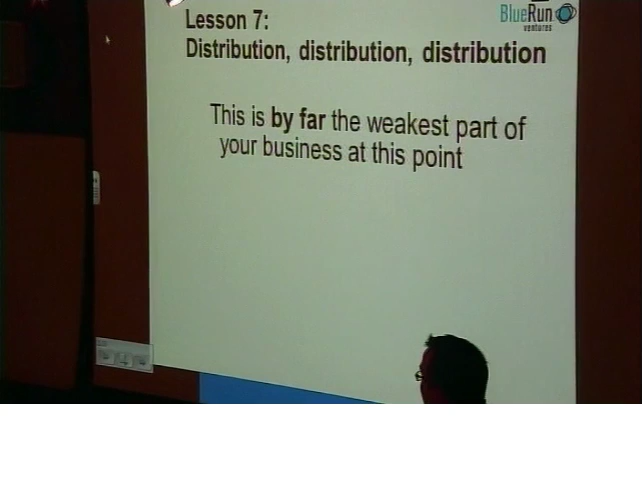 Lesson 7:
BlueRun
ventures
Distribution, distribution, distribution
This is by far the weakest part of
your business at this point